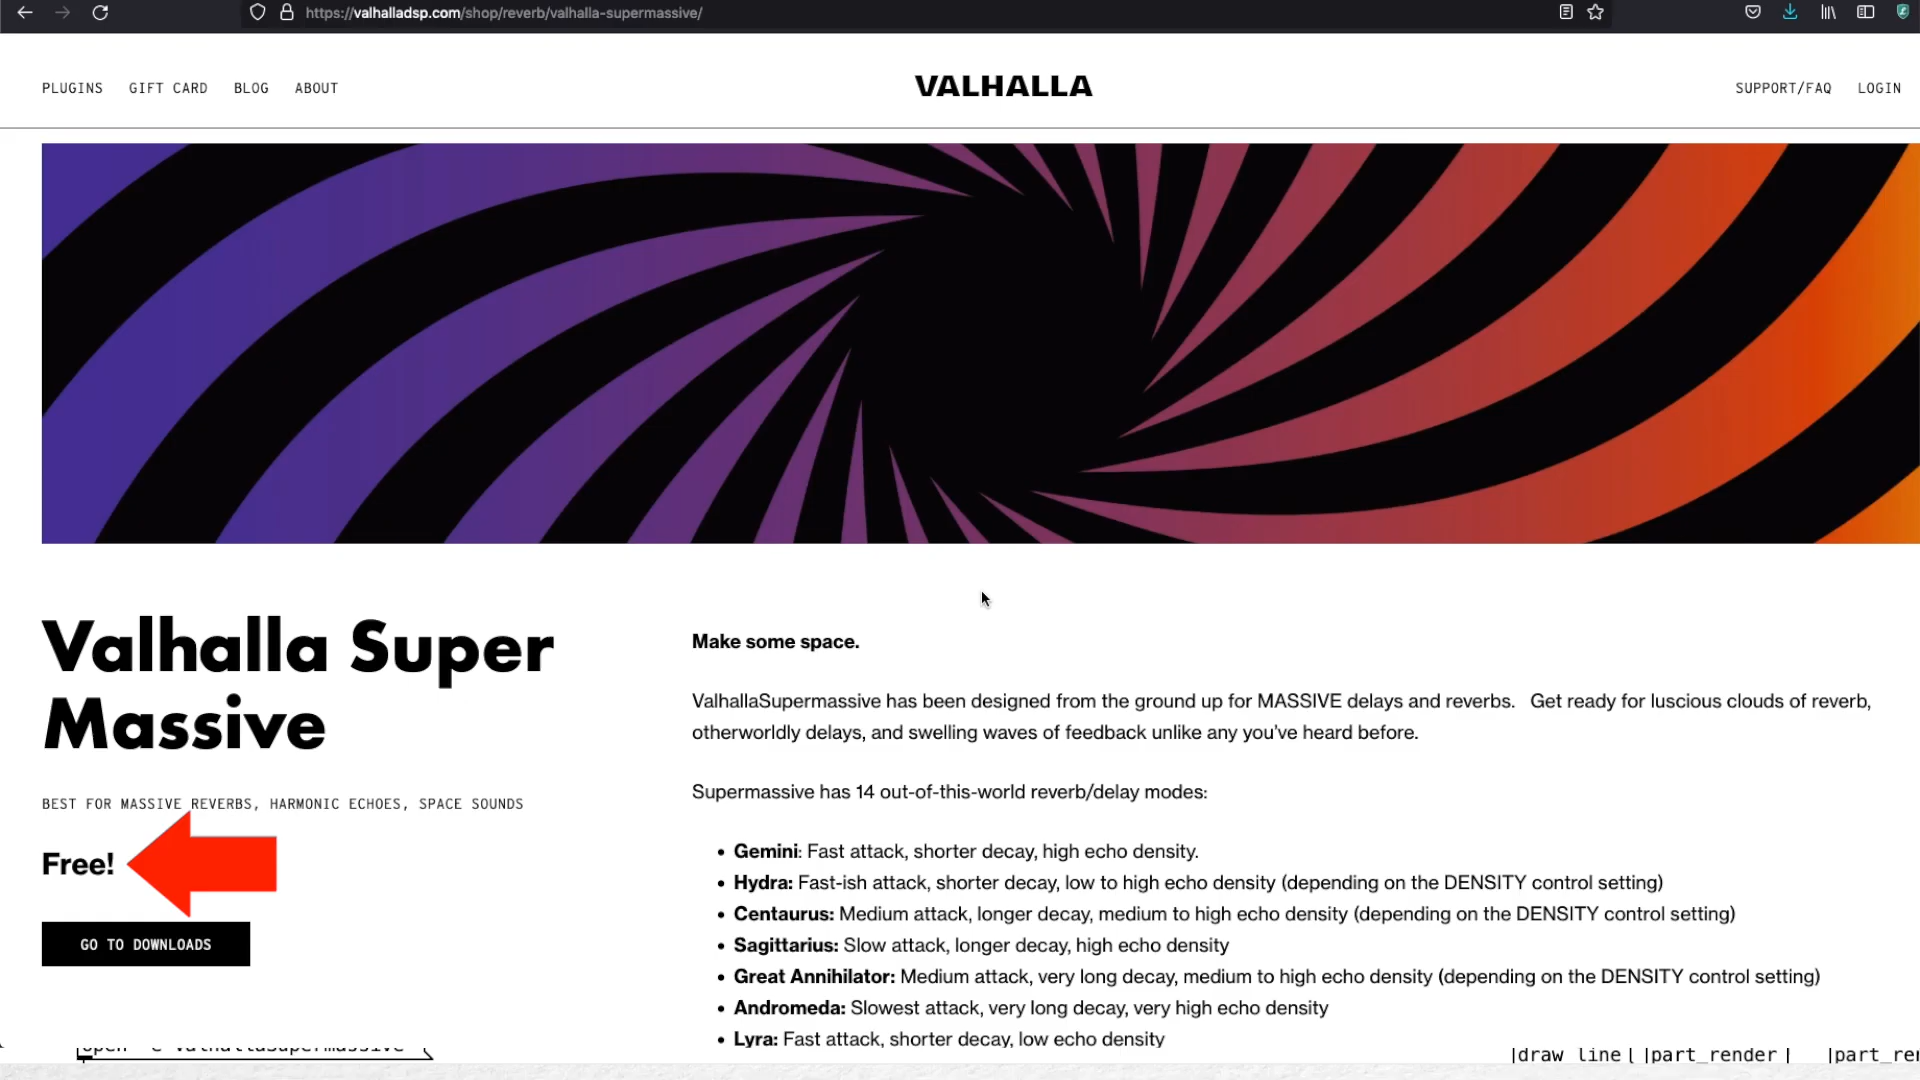 https://valhalladsp.com/shop/reverb/valhalla-supermassive/
PLUGINS GIFT CARD BLOG ABOUT
VALHALLA
SUPPORT/FAQ LOGIN
Valhalla Super
Massive
BEST FOR MASSIVE REVERBS, HARMONIC ECHOES, SPACE SOUNDS
Free!
GO TO DOWNLOADS
Make some space.
ValhallaSupermassive has been designed from the ground up for MASSIVE delays and reverbs. Get ready for luscious clouds of reverb,
otherworldly delays, and swelling waves of feedback unlike any you've heard before.
Supermassive has 14 out-of-this-world reverb/delay modes:
• Gemini: Fast attack, shorter decay, high echo density.
• Hydra: Fast-ish attack, shorter decay, low to high echo density (depending on the DENSITY control setting)
• Centaurus: Medium attack, longer decay, medium to high echo density (depending on the DENSITY control setting)
• Sagittarius: Slow attack, longer decay, high echo density
• Great Annihilator: Medium attack, very long decay, medium to high echo density (depending on the DENSITY control setting)
• Andromeda: Slowest attack, very long decay, very high echo density
• Lyra: Fast attack, shorter decay, low echo density
|draw line| |part_render| |part_re